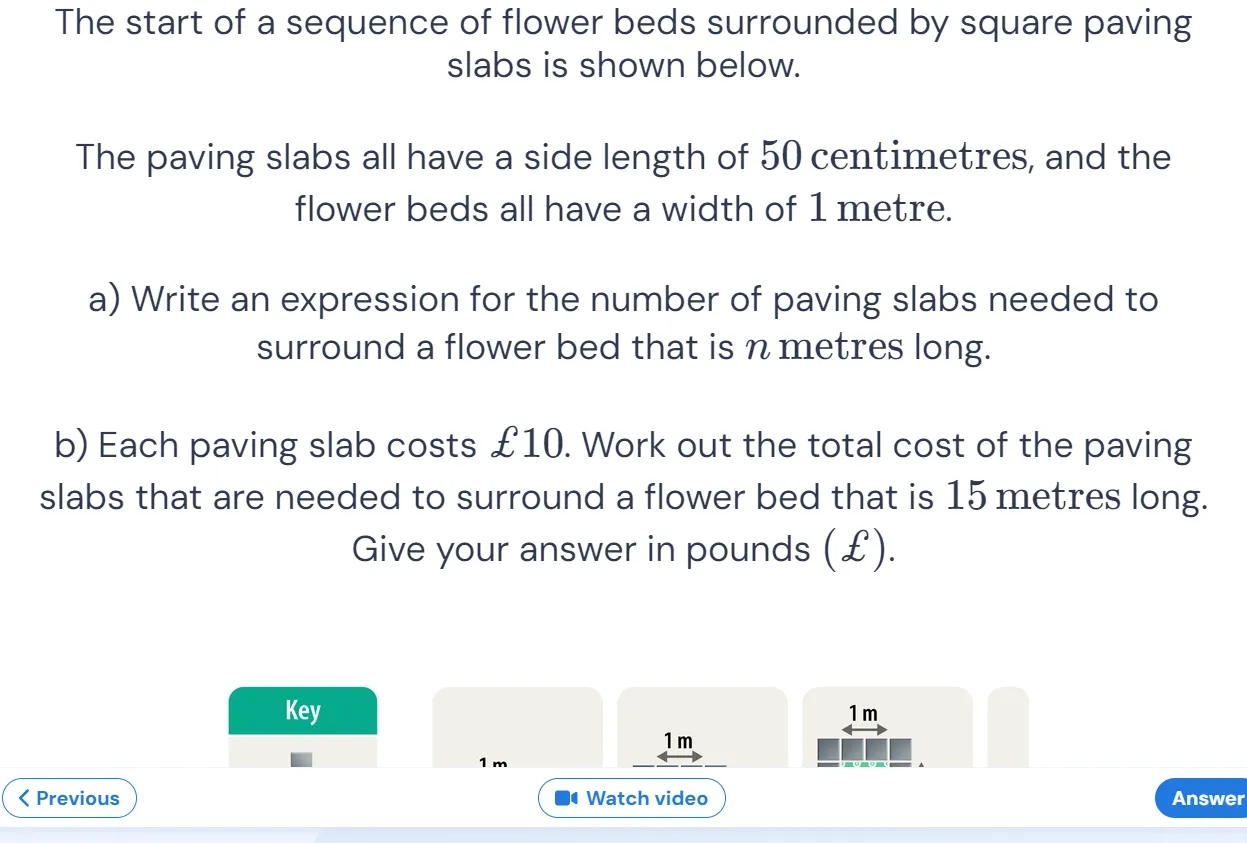 The start of a sequence of flower beds surrounded by square paving
slabs is shown below.
The paving slabs all have a side length of 50 centimetres, and the
flower beds all have a width of 1 metre.
a) Write an expression for the number of paving slabs needed to
surround a flower bed that is n metres long.
b) Each paving slab costs £10. Work out the total cost of the paving
slabs that are needed to surround a flower bed that is 15 metres long.
Give your answer in pounds (£).
Key
1 m
1 m
1 m
Previous
Watch video
Answer